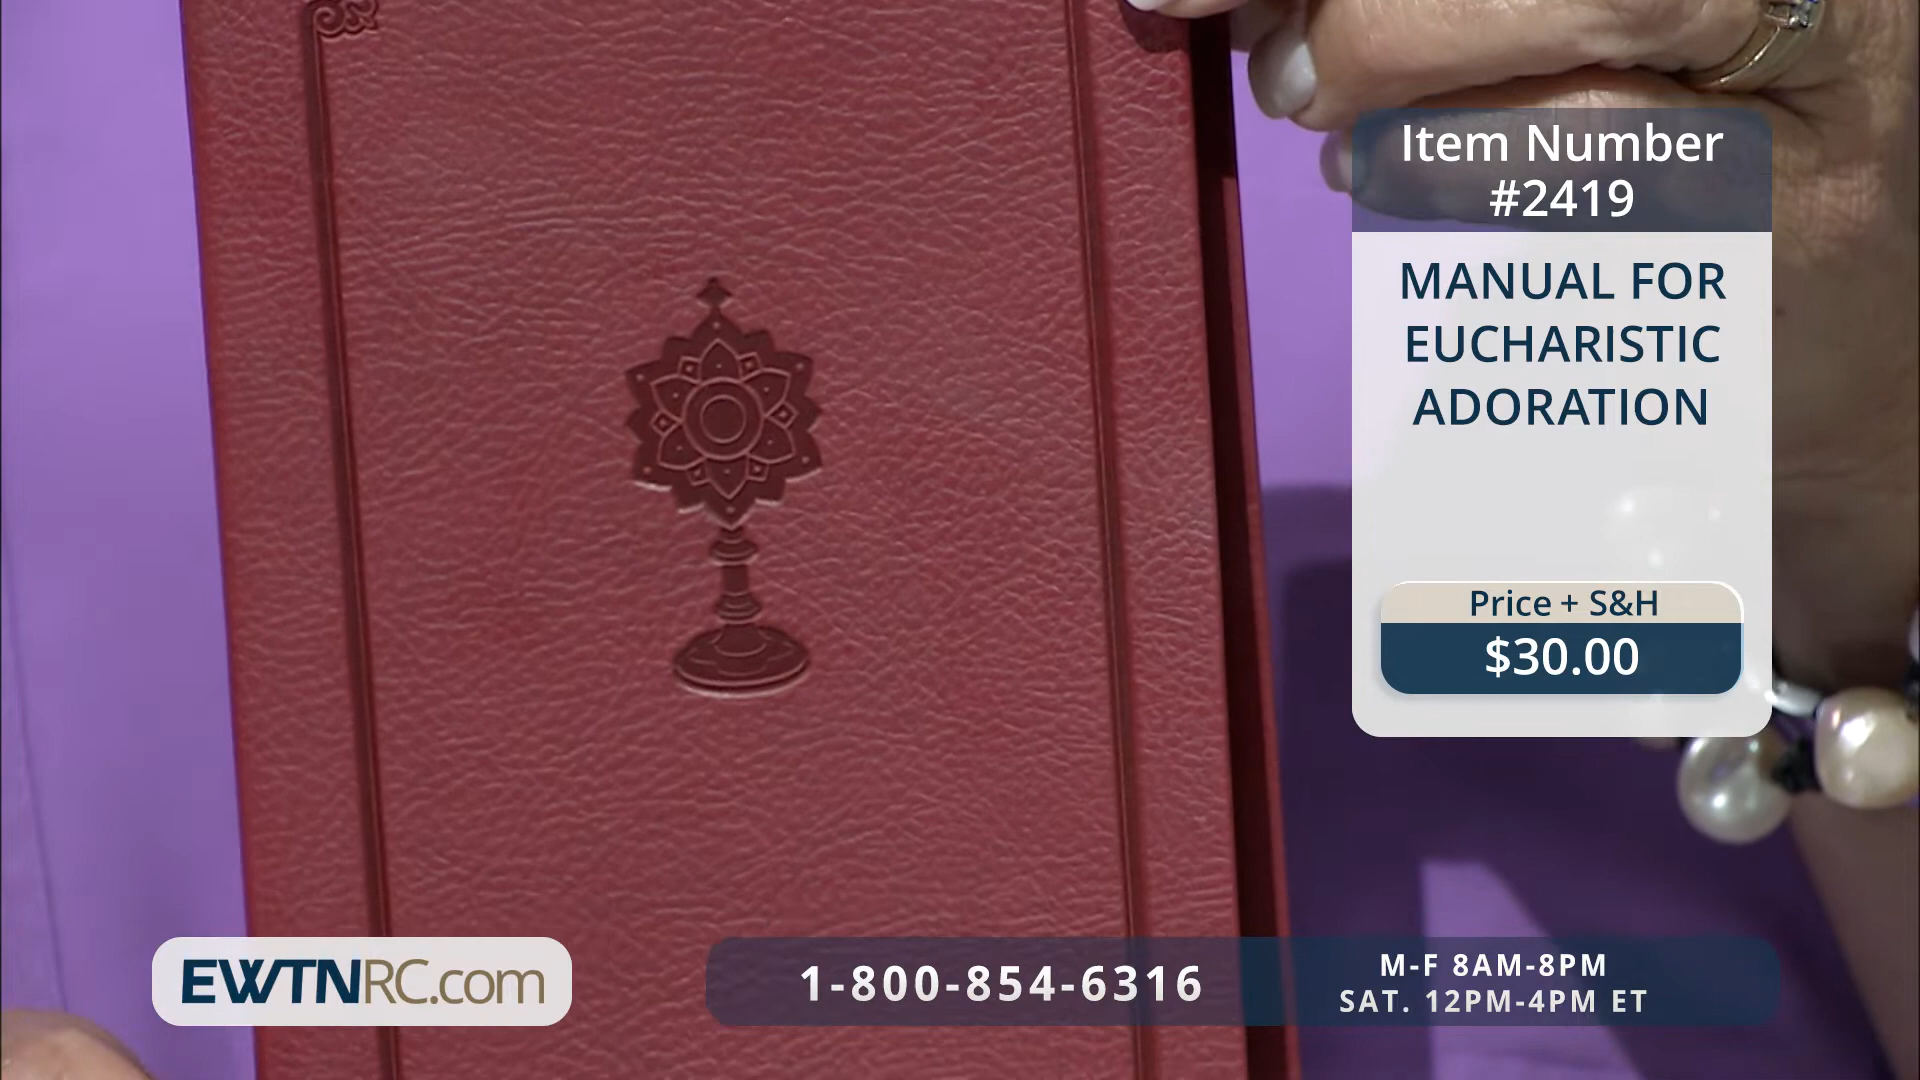 Item Number
#2419
MANUAL FOR
EUCHARISTIC
ADORATION
Price + S&H
$30.00
EWTNRC.com
1-800-854-6316
M-F 8AM-8PM
SAT. 12PM-4PM ET